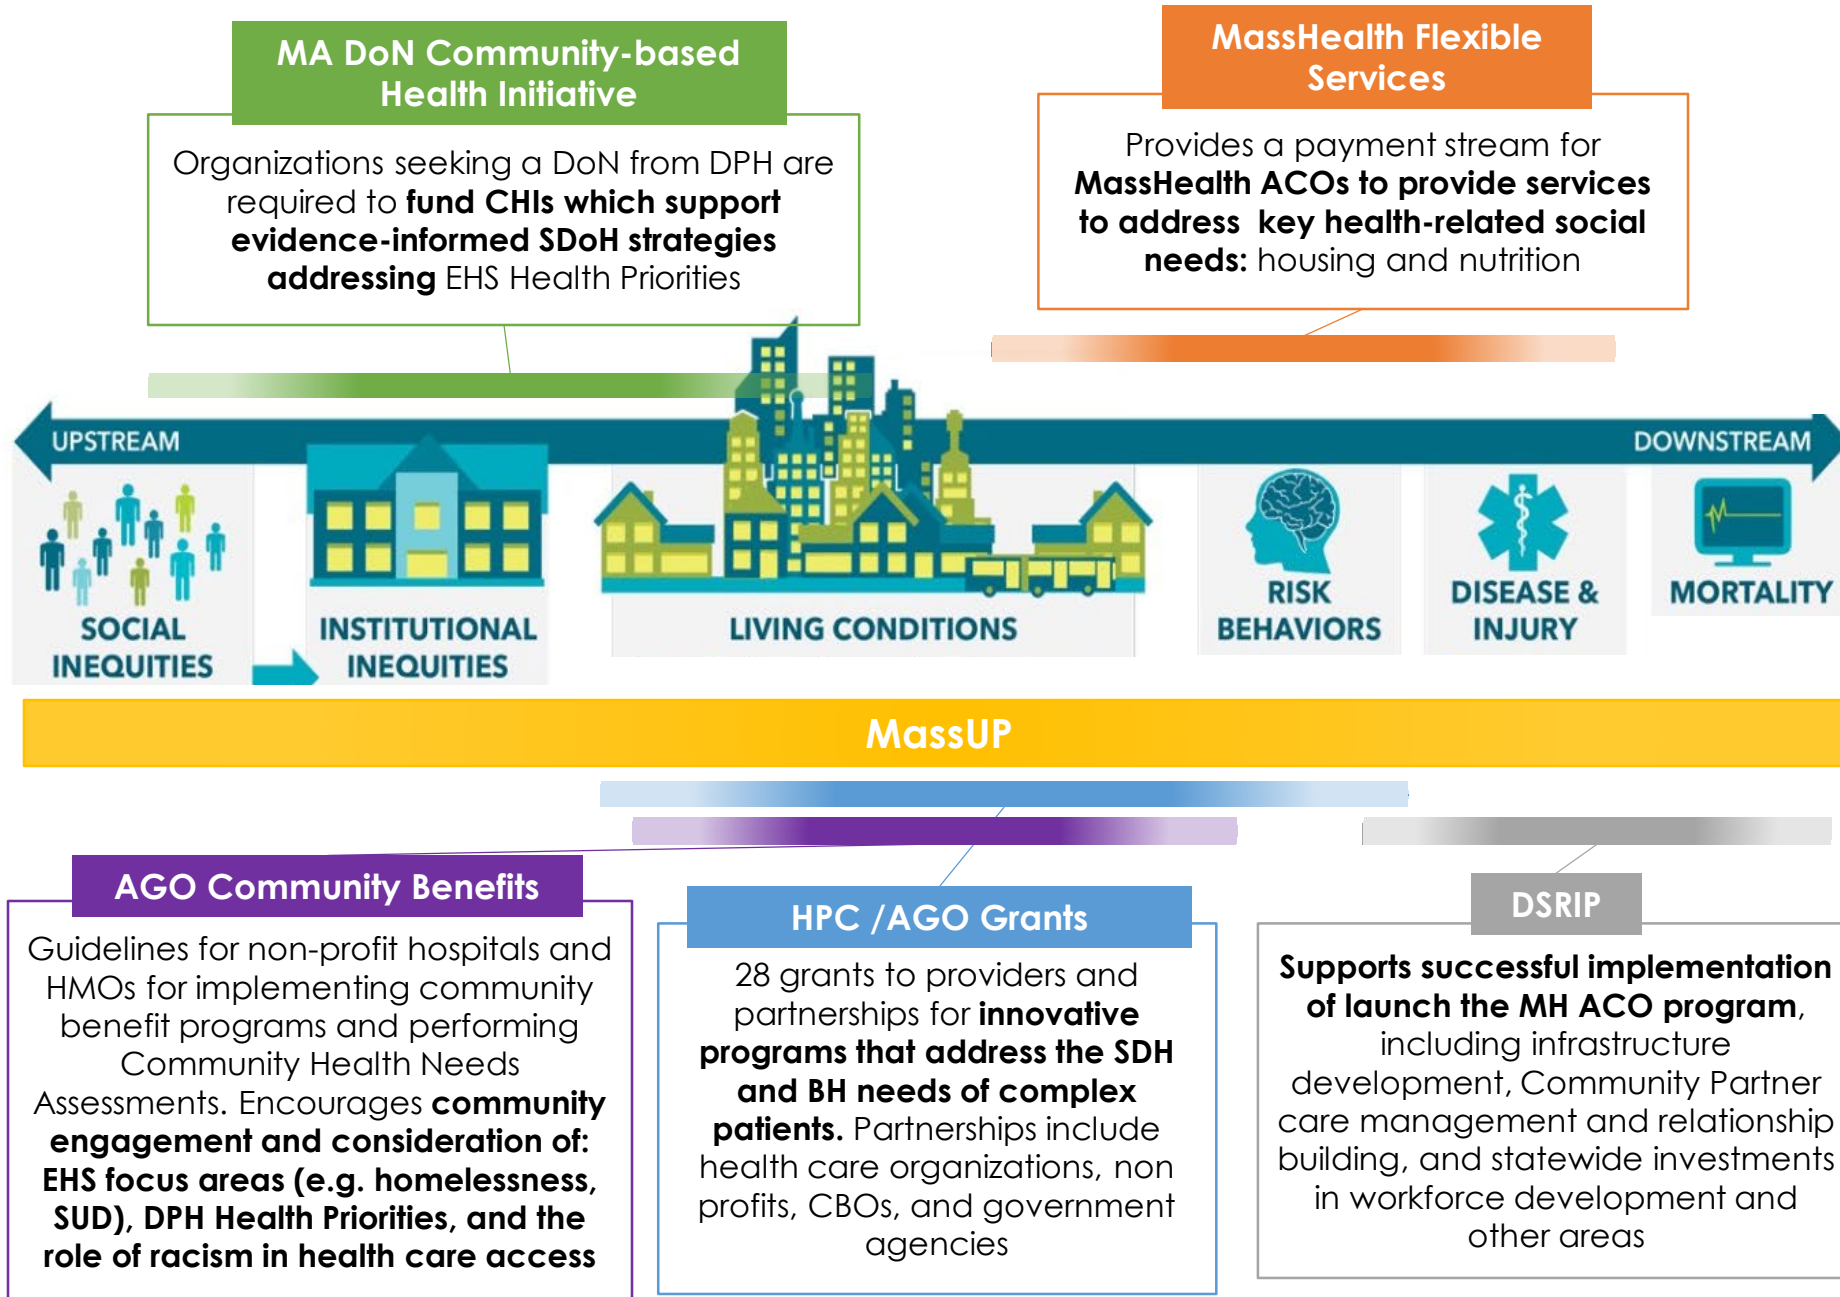 MA DoN Community-based
Health Initiative
Organizations seeking a DoN from DPH are
required to fund CHIs which support
evidence-informed SDoH strategies
addressing EHS Health Priorities
MassHealth Flexible
Services
Provides a payment stream for
MassHealth ACOs to provide services
to address key health-related social
needs: housing and nutrition
UPSTREAM
DOWNSTREAM
SOCIAL
INEQUITIES
INSTITUTIONAL
INEQUITIES
LIVING CONDITIONS
RISK
BEHAVIORS
DISEASE &
INJURY
MORTALITY
MassUP
AGO Community Benefits
Guidelines for non-profit hospitals and
HMOs for implementing community
benefit programs and performing
Community Health Needs
Assessments. Encourages community
engagement and consideration of:
EHS focus areas (e.g. homelessness,
SUD), DPH Health Priorities, and the
role of racism in health care access
HPC /AGO Grants
28 grants to providers and
partnerships for innovative
programs that address the SDH
and BH needs of complex
patients. Partnerships include
health care organizations, non
profits, CBOs, and government
agencies
DSRIP
Supports successful implementation
of launch the MH ACO program,
including infrastructure
development, Community Partner
care management and relationship
building, and statewide investments
in workforce development and
other areas